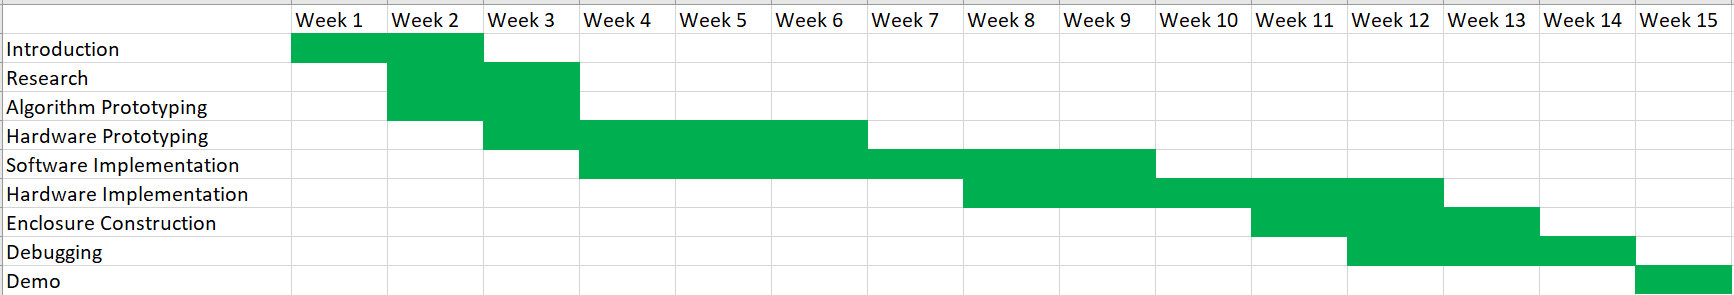 Week 1 Week 2 Week 3 Week 4 Week 5 Week 6 Week 7 Week 8 Week 9 Week 10 Week 11 Week 12 Week 13 Week 14 Week 15
Introduction
Research
Algorithm Prototyping
Hardware Prototyping
Software Implementation
Hardware Implementation
Enclosure Construction
Debugging
Demo